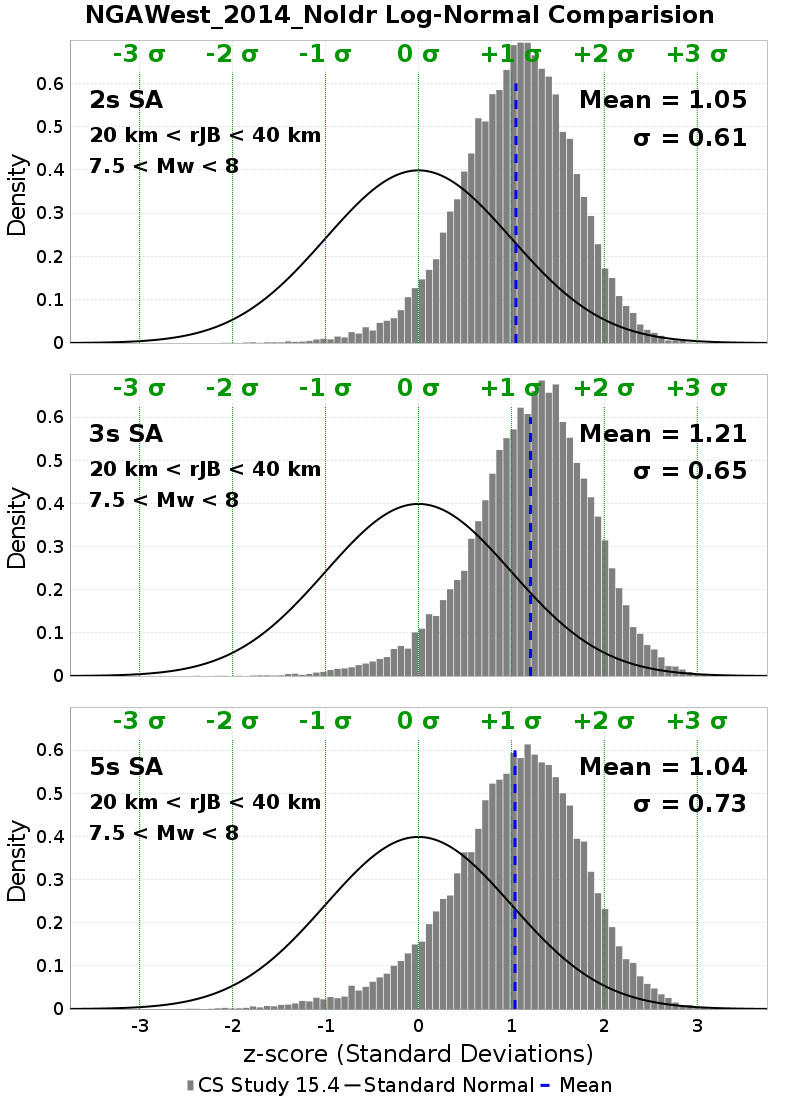 NGAWest_2014_NoIdr Log-Normal Comparision
-3 σ -2 σ -1 σ 0 σ +1 σ +2 σ +3 σ
2s SA
Mean = 1.05
20 km < rJB < 40 km
σ = 0.61
7.5 < Mw < 8
Density
0.6
0.5
0.4
0.3
0.2
0.1
0
-3 σ -2 σ -1 σ 0 σ +1 σ +2 σ +3 σ
3s SA
Mean = 1.21
20 km < rJB < 40 km
σ = 0.65
7.5 < Mw < 8
Density
0.6
0.5
0.4
0.3
0.2
0.1
0
-3 σ -2 σ -1 σ 0 σ +1 σ +2 σ +3 σ
5s SA
Mean = 1.04
20 km < rJB < 40 km
σ = 0.73
7.5 < Mw < 8
Density
0.6
0.5
0.4
0.3
0.2
0.1
0
-3 -2 -1 0 1 2 3
z-score (Standard Deviations)
CS Study 15.4 Standard Normal Mean